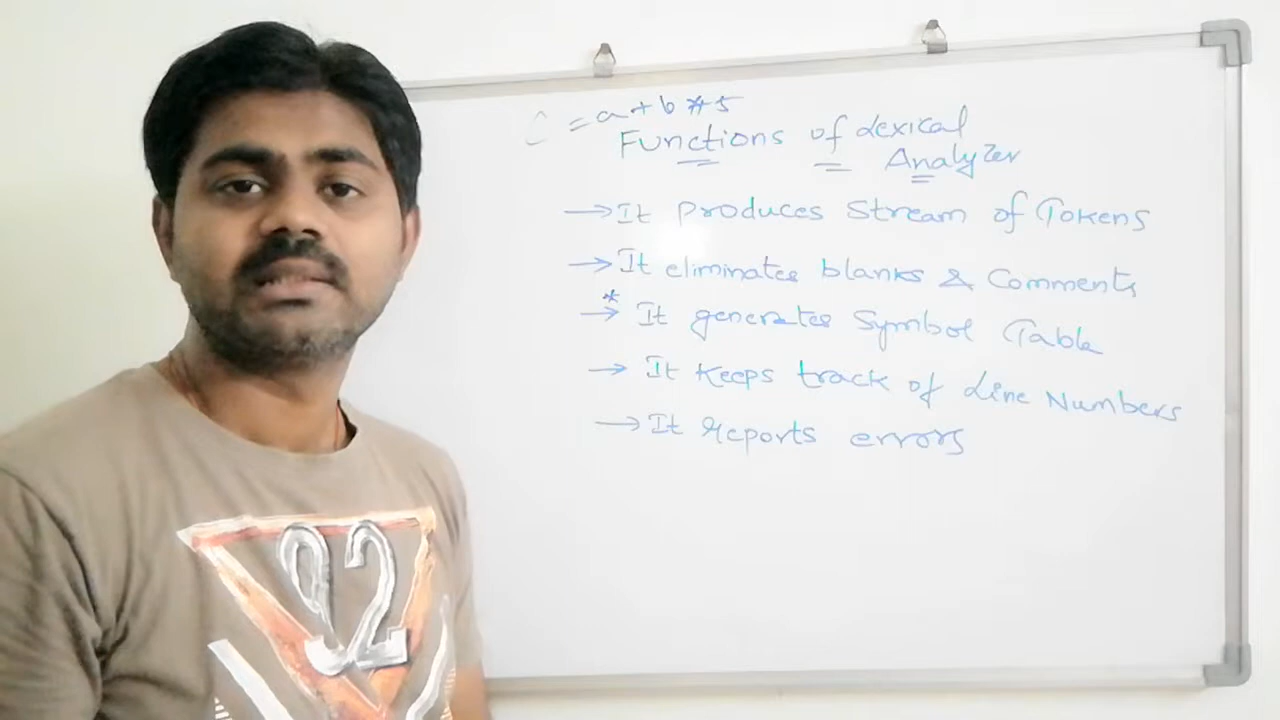 C = a + b * 5
Functions of Lexical
Analyzer
→ It produces Stream of Tokens
→ It eliminates blanks & Comments
*
→ It generates Symbol Table
→ It Keeps track of Line Numbers
→ It reports errors
92